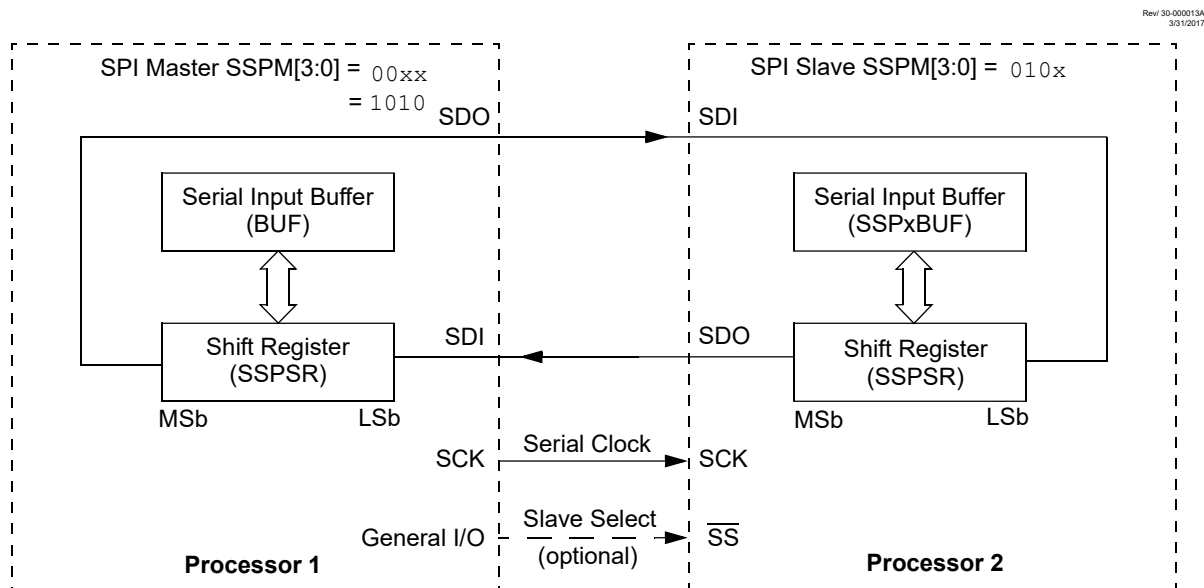 Rev/ 30-000013A
3/31/2017
SPI Master SSPM[3:0] = 00xx
= 1010
SPI Slave SSPM[3:0] = 010x
SDO
SDI
Serial Input Buffer
(BUF)
Serial Input Buffer
(SSPxBUF)
SDI
SDO
Shift Register
(SSPSR)
Shift Register
(SSPSR)
MSb
LSb
MSb
LSb
SCK
Serial Clock
SCK
General I/O
Slave Select
(optional)
S̅S̅
Processor 1
Processor 2